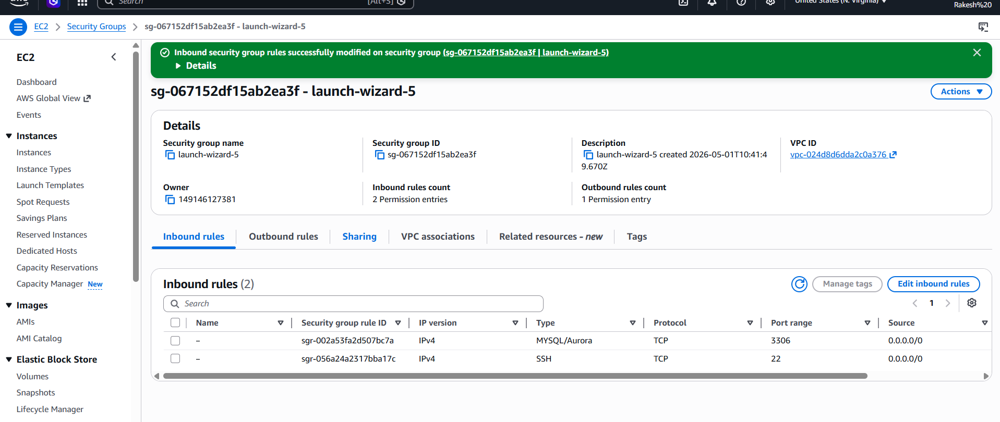 aws
Search
[Alt+S]
United States (N. Virginia)
Rakesh%20
EC2
Security Groups
sg-067152df15ab2ea3f - launch-wizard-5
EC2
Dashboard
AWS Global View
Events
Instances
Instances
Instance Types
Launch Templates
Spot Requests
Savings Plans
Reserved Instances
Dedicated Hosts
Capacity Reservations
Capacity Manager New
Images
AMIs
AMI Catalog
Elastic Block Store
Volumes
Snapshots
Lifecycle Manager
Inbound security group rules successfully modified on security group (sg-067152df15ab2ea3f | launch-wizard-5)
Details
sg-067152df15ab2ea3f - launch-wizard-5
Actions
Details
Security group name
launch-wizard-5
Security group ID
sg-067152df15ab2ea3f
Description
launch-wizard-5 created 2026-05-01T10:41:4
9.670Z
VPC ID
vpc-024d8d6dda2c0a376
Owner
149146127381
Inbound rules count
2 Permission entries
Outbound rules count
1 Permission entry
Inbound rules
Outbound rules
Sharing
VPC associations
Related resources - new
Tags
Inbound rules (2)
Manage tags
Edit inbound rules
Search
1
Name Security group rule ID IP version Type Protocol Port range Source
– sgr-002a53fa2d507bc7a IPv4 MYSQL/Aurora TCP 3306 0.0.0.0/0
– sgr-056a24a2317bba17c IPv4 SSH TCP 22 0.0.0.0/0